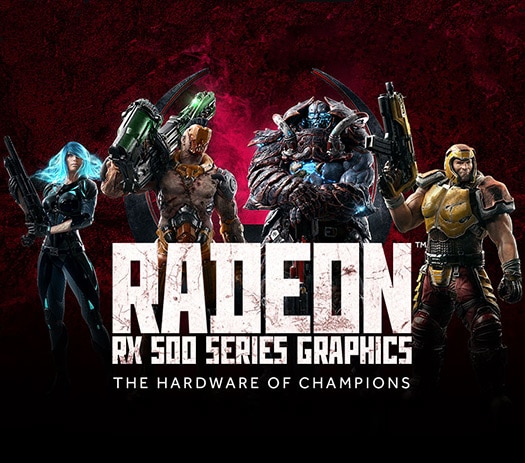 RADEON™
RX 500 SERIES GRAPHICS
THE HARDWARE OF CHAMPIONS